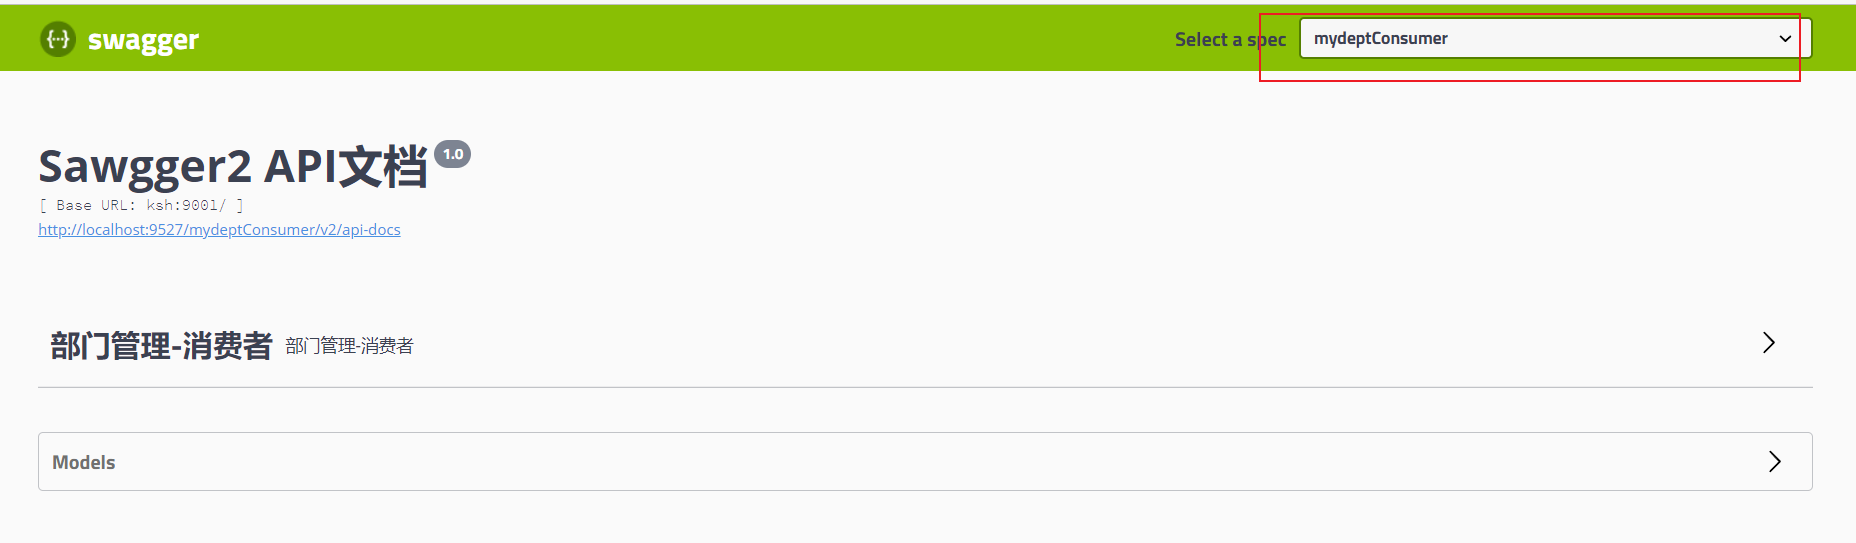 {···} swagger
Select a spec mydeptConsumer
Sawgger2 API文档 1.0
[ Base URL: ksh:9001/ ]
http://localhost:9527/mydeptConsumer/v2/api-docs
部门管理-消费者 部门管理-消费者
Models